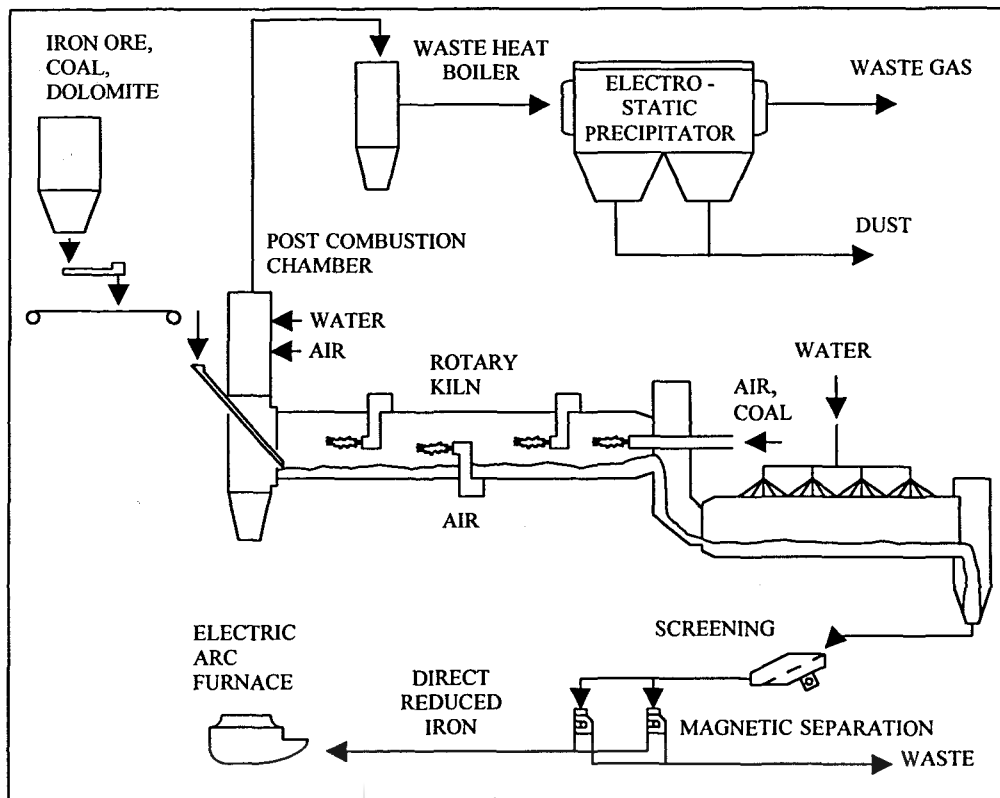 IRON ORE,
COAL,
DOLOMITE
WASTE HEAT
BOILER
ELECTRO -
STATIC
PRECIPITATOR
WASTE GAS
DUST
POST COMBUSTION
CHAMBER
WATER
AIR
ROTARY
KILN
AIR,
COAL
WATER
AIR
SCREENING
ELECTRIC
ARC
FURNACE
DIRECT
REDUCED
IRON
MAGNETIC SEPARATION
WASTE